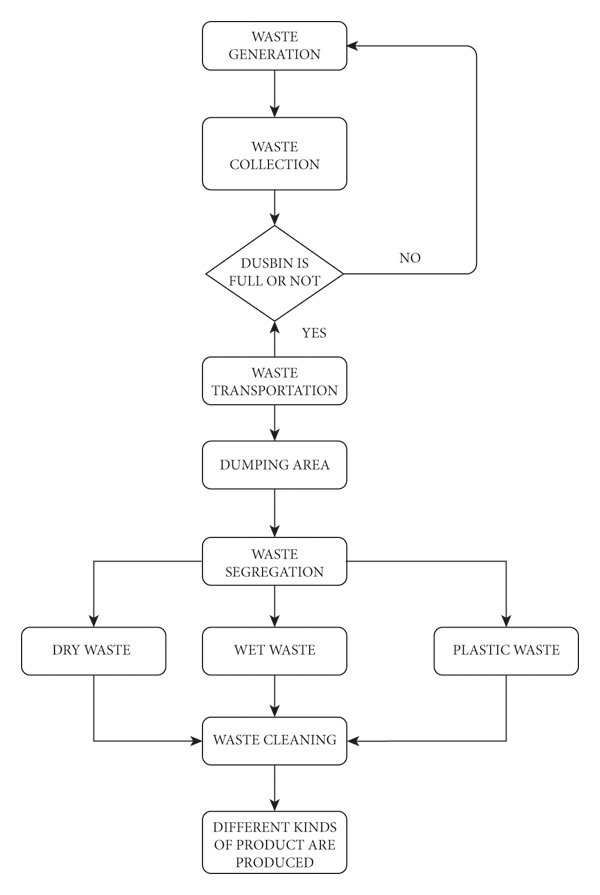 WASTE
GENERATION
WASTE
COLLECTION
DUSBIN IS
FULL OR NOT
NO
YES
WASTE
TRANSPORTATION
DUMPING AREA
WASTE
SEGREGATION
DRY WASTE
WET WASTE
PLASTIC WASTE
WASTE CLEANING
DIFFERENT KINDS
OF PRODUCT ARE
PRODUCED